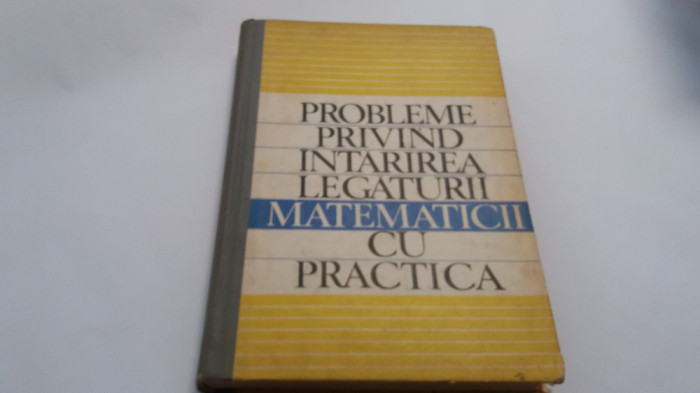 PROBLEME
PRIVIND
INTARIREA
LEGATURII
MATEMATICII
CU
PRACTICA